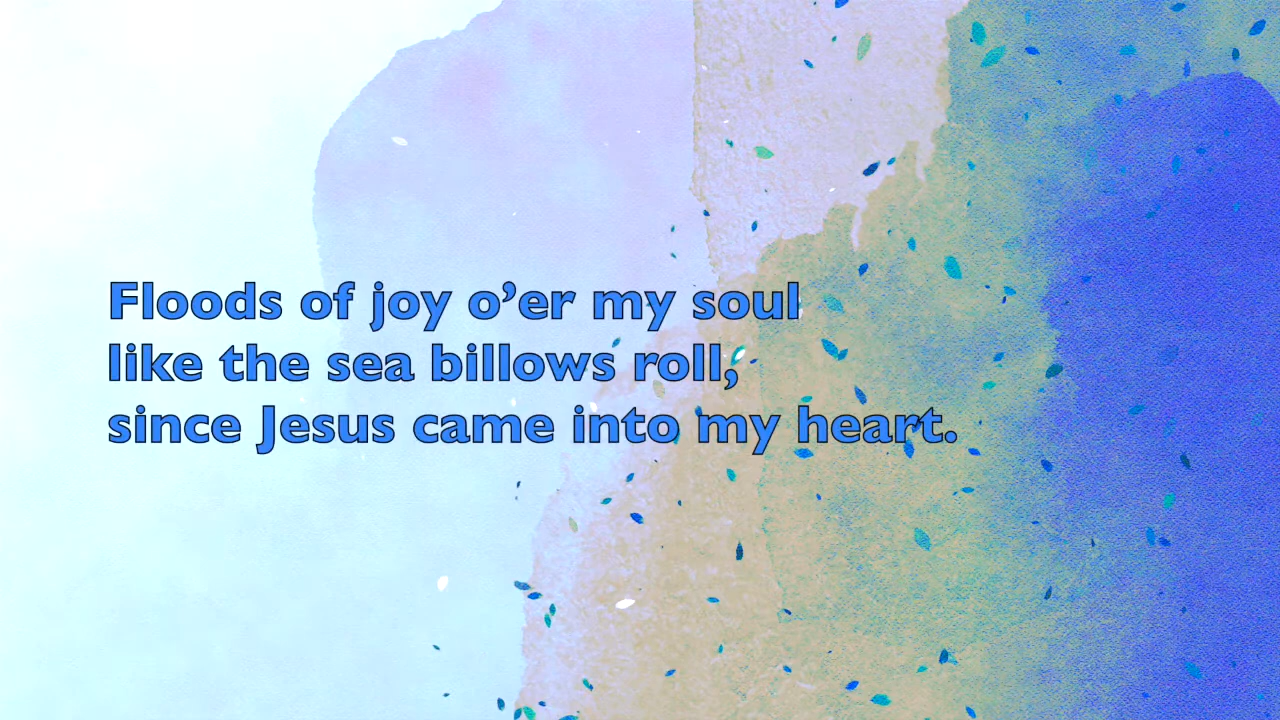 Floods of joy o’er my soul
like the sea billows roll,
since Jesus came into my heart.